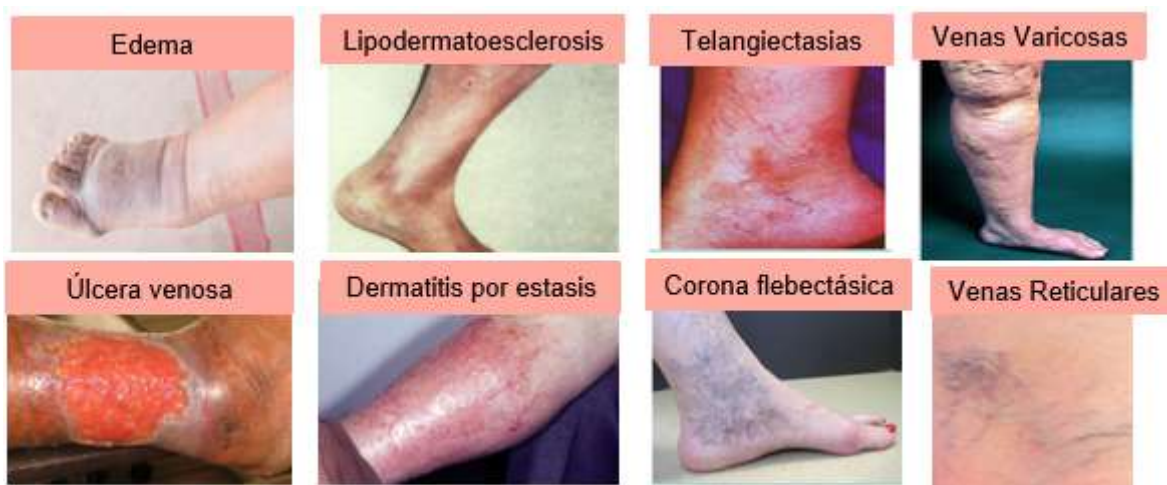 Edema
Lipodermatoesclerosis
Telangiectasias
Venas Varicosas
Úlcera venosa
Dermatitis por estasis
Corona flebectásica
Venas Reticulares